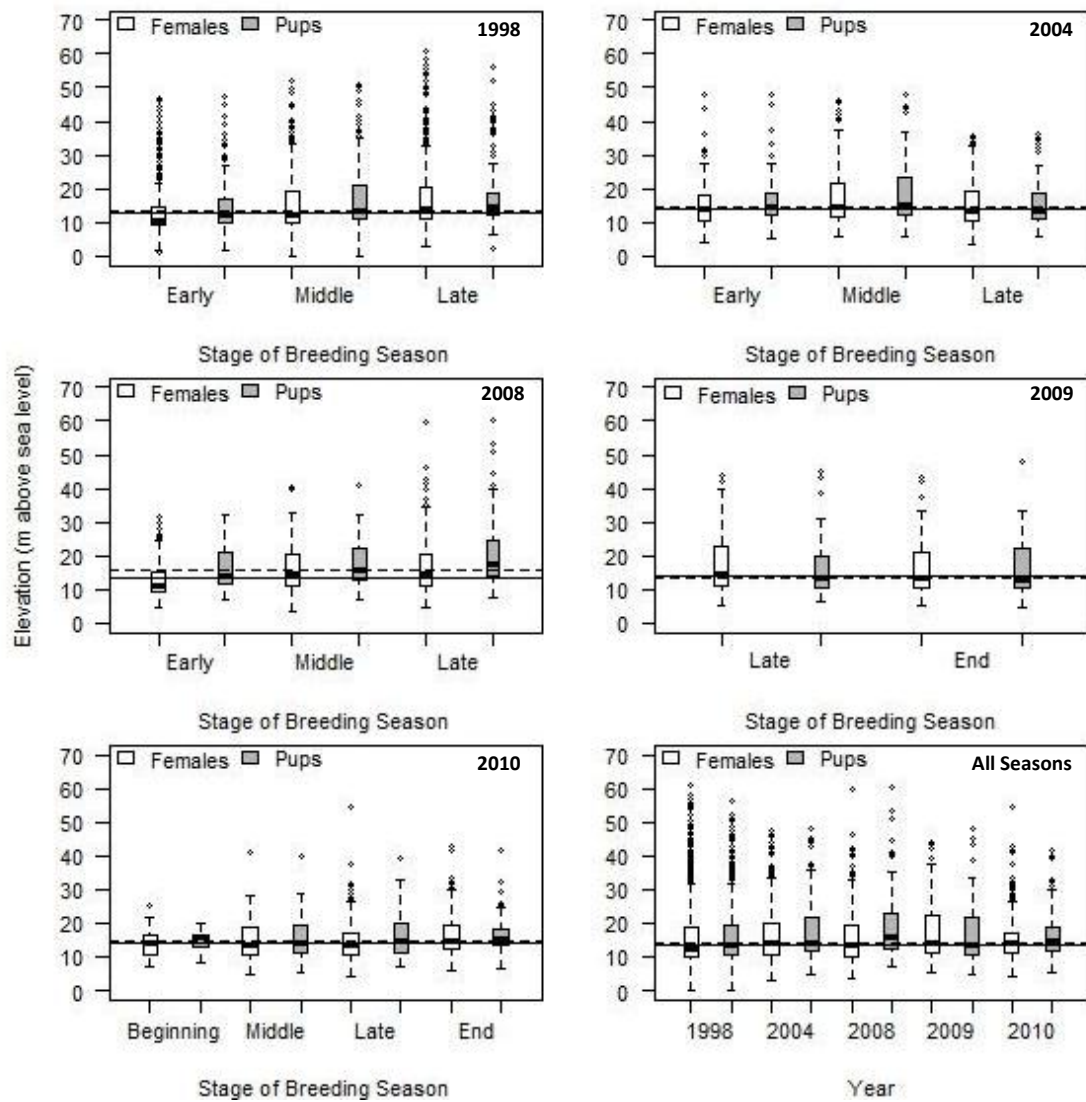 Elevation (m above sea level)
Females Pups 1998
70
60
50
40
30
20
10
0
Early Middle Late
Stage of Breeding Season
Females Pups 2004
70
60
50
40
30
20
10
0
Early Middle Late
Stage of Breeding Season
Females Pups 2008
70
60
50
40
30
20
10
0
Early Middle Late
Stage of Breeding Season
Females Pups 2009
70
60
50
40
30
20
10
0
Late End
Stage of Breeding Season
Females Pups 2010
70
60
50
40
30
20
10
0
Beginning Middle Late End
Stage of Breeding Season
Females Pups All Seasons
70
60
50
40
30
20
10
0
1998 2004 2008 2009 2010
Year